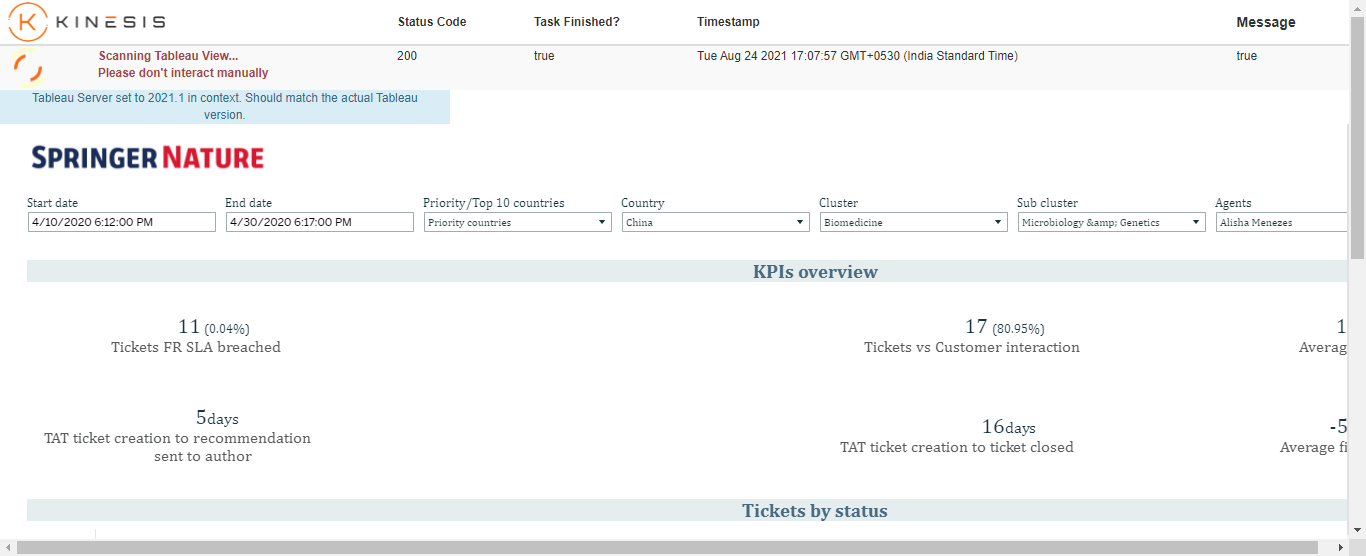 KINESIS Status Code Task Finished? Timestamp Message
Scanning Tableau View... 200 true Tue Aug 24 2021 17:07:57 GMT+0530 (India Standard Time) true
Please don't interact manually
Tableau Server set to 2021.1 in context. Should match the actual Tableau
version.
SPRINGER NATURE
Start date End date Priority/Top 10 countries Country Cluster Sub cluster Agents
4/10/2020 6:12:00 PM 4/30/2020 6:17:00 PM Priority countries China Biomedicine Microbiology &amp; Genetics Alisha Menezes
KPIs overview
11 (0.04%) 17 (80.95%) 1
Tickets FR SLA breached Tickets vs Customer interaction Averag
5days 16days -5
TAT ticket creation to recommendation TAT ticket creation to ticket closed Average fi
sent to author
Tickets by status